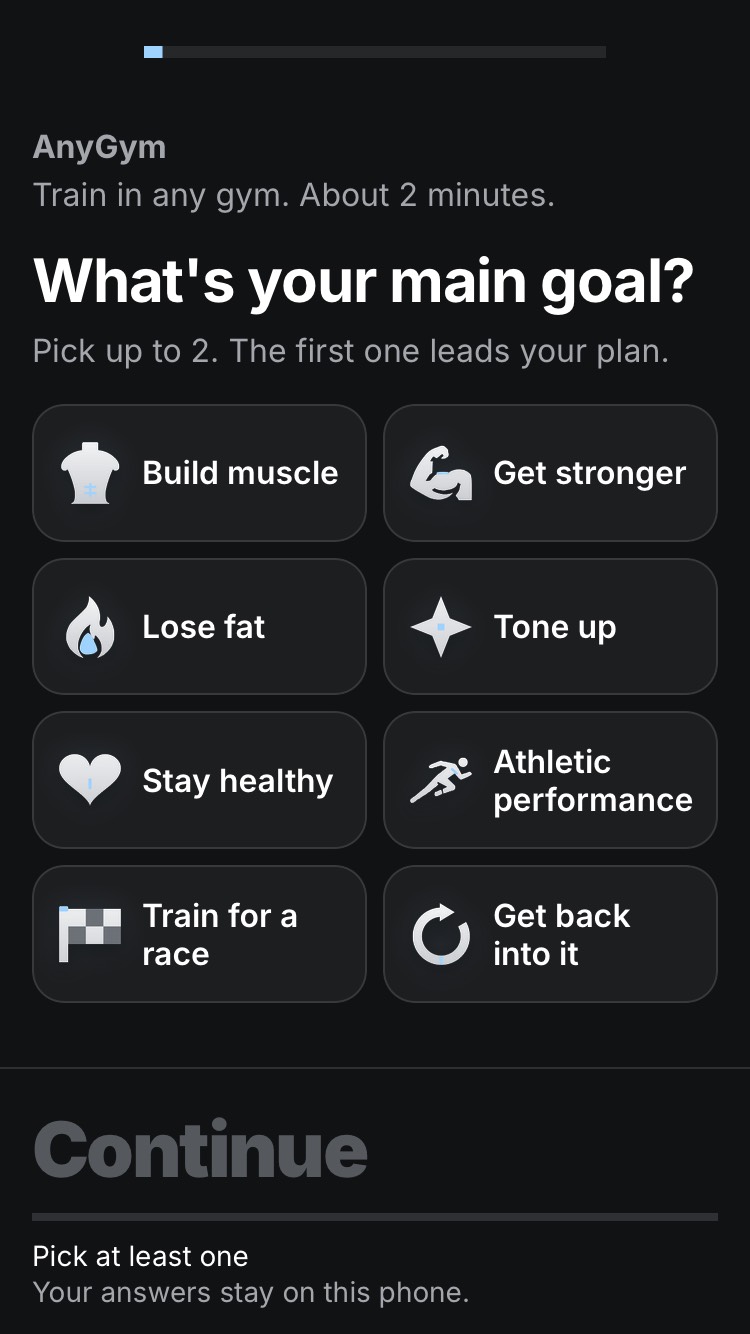 AnyGym
Train in any gym. About 2 minutes.
What's your main goal?
Pick up to 2. The first one leads your plan.
Build muscle
Get stronger
Lose fat
Tone up
Stay healthy
Athletic
performance
Train for a
race
Get back
into it
Continue
Pick at least one
Your answers stay on this phone.